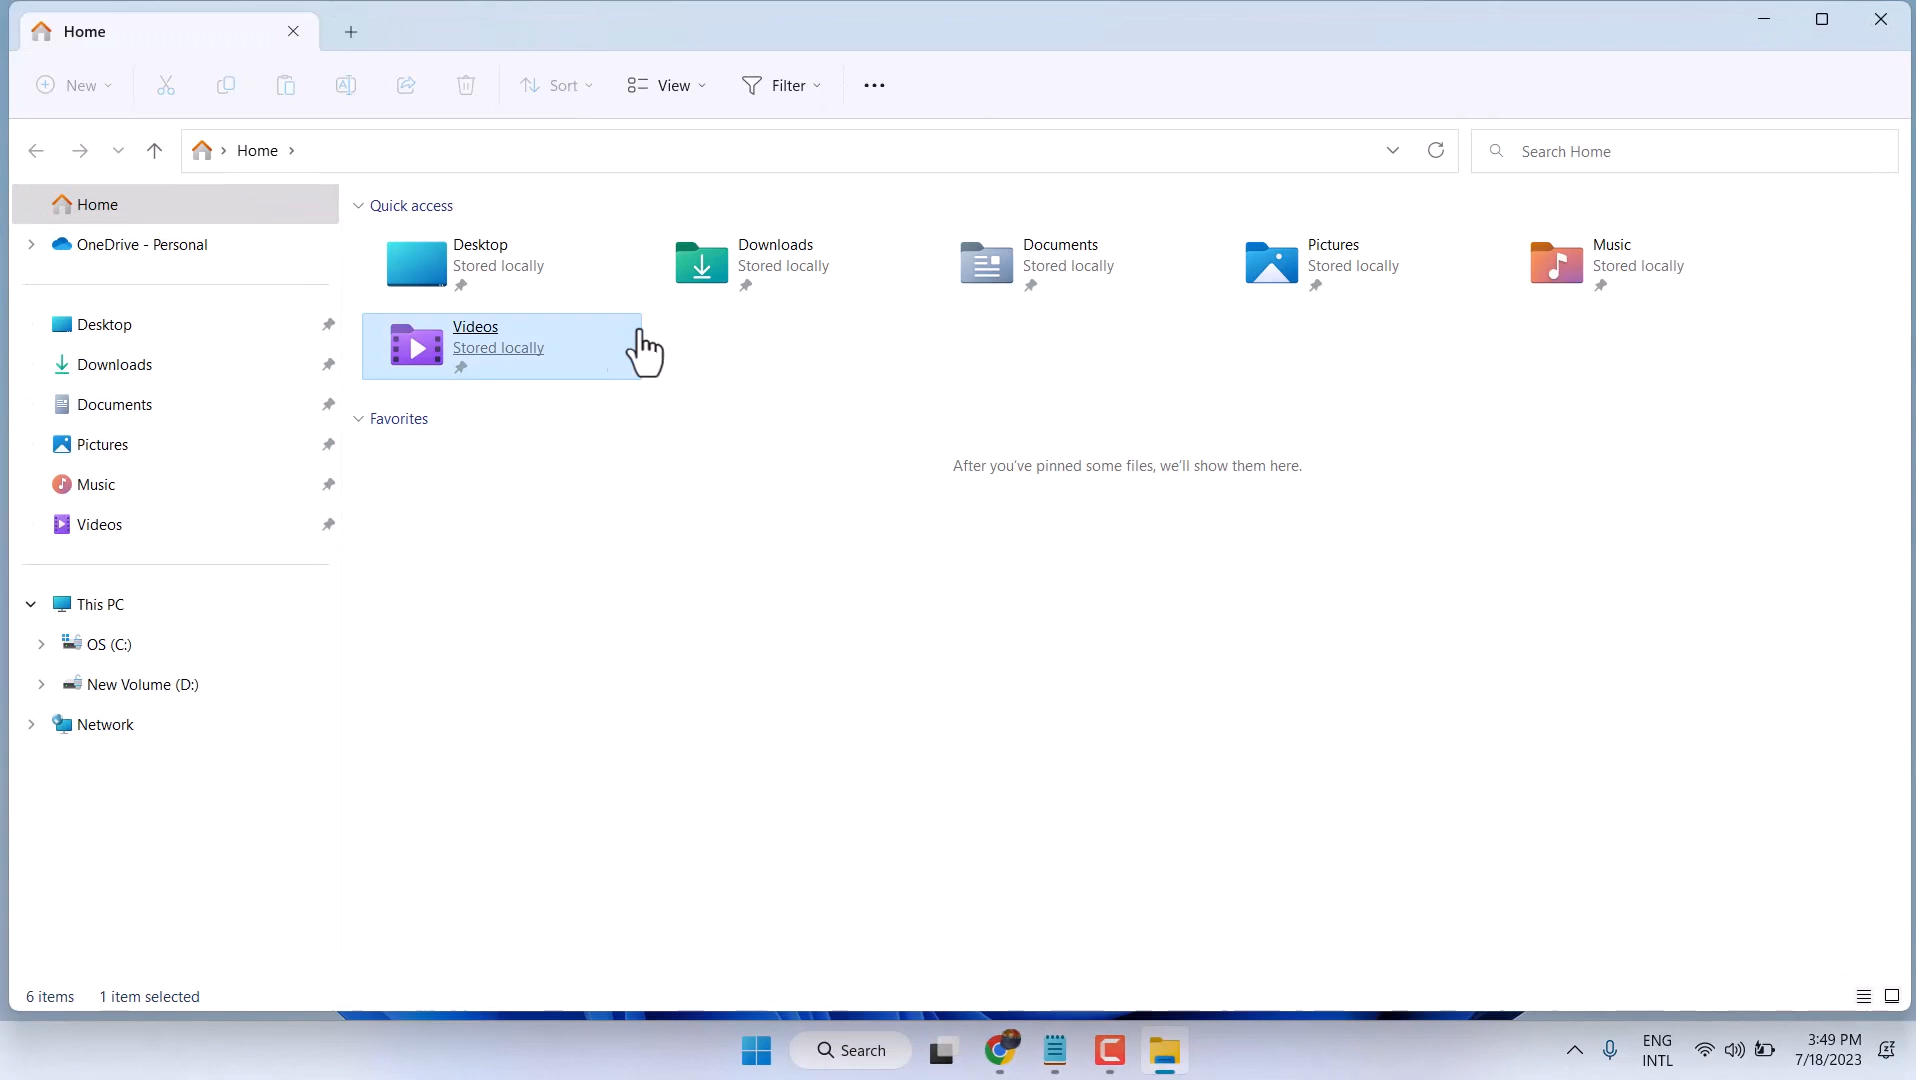 Home
New
Sort
View
Filter
Home
Search Home
Home
OneDrive - Personal
Desktop
Downloads
Documents
Pictures
Music
Videos
This PC
OS (C:)
New Volume (D:)
Network
Quick access
Desktop
Stored locally
Downloads
Stored locally
Documents
Stored locally
Pictures
Stored locally
Music
Stored locally
Videos
Stored locally
Favorites
After you've pinned some files, we'll show them here.
6 items 1 item selected
Search
ENG
INTL
3:49 PM
7/18/2023